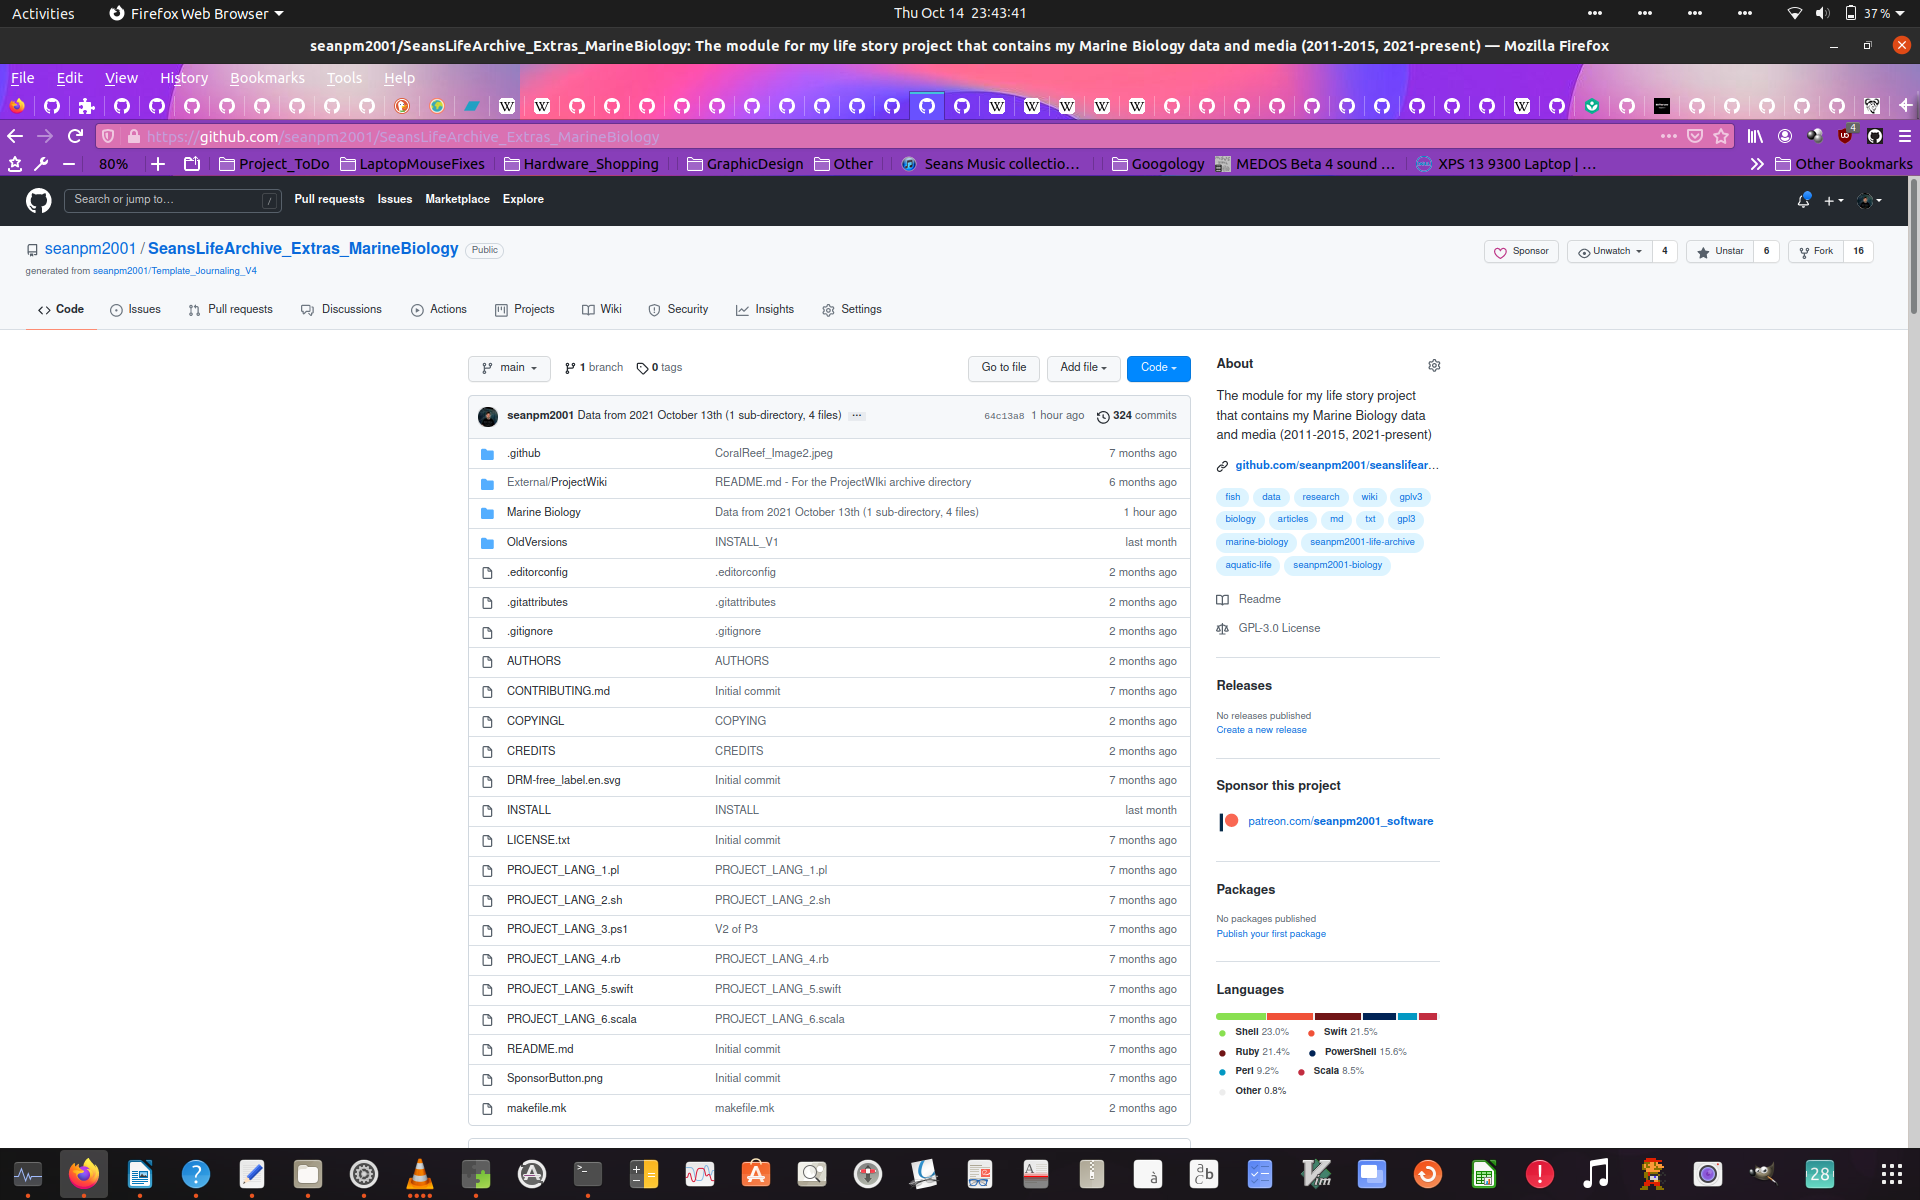 Activities Firefox Web Browser Thu Oct 14 23:43:41 37 %
seanpm2001/SeansLifeArchive_Extras_MarineBiology: The module for my life story project that contains my Marine Biology data and media (2011-2015, 2021-present) — Mozilla Firefox
File Edit View History Bookmarks Tools Help
https://github.com/seanpm2001/SeansLifeArchive_Extras_MarineBiology 4
80% Project_ToDo LaptopMouseFixes Hardware_Shopping GraphicDesign Other Seans Music collectio… Googology MEDOS Beta 4 sound … XPS 13 9300 Laptop | … Other Bookmarks
Search or jump to… / Pull requests Issues Marketplace Explore
seanpm2001 / SeansLifeArchive_Extras_MarineBiology Public Sponsor Unwatch 4 Unstar 6 Fork 16
generated from seanpm2001/Template_Journaling_V4
Code Issues Pull requests Discussions Actions Projects Wiki Security Insights Settings
main 1 branch 0 tags Go to file Add file Code
seanpm2001 Data from 2021 October 13th (1 sub-directory, 4 files) ··· 64c13a8 1 hour ago 324 commits
.github CoralReef_Image2.jpeg 7 months ago
External/ProjectWiki README.md - For the ProjectWIki archive directory 6 months ago
Marine Biology Data from 2021 October 13th (1 sub-directory, 4 files) 1 hour ago
OldVersions INSTALL_V1 last month
.editorconfig .editorconfig 2 months ago
.gitattributes .gitattributes 2 months ago
.gitignore .gitignore 2 months ago
AUTHORS AUTHORS 2 months ago
CONTRIBUTING.md Initial commit 7 months ago
COPYINGL COPYING 2 months ago
CREDITS CREDITS 2 months ago
DRM-free_label.en.svg Initial commit 7 months ago
INSTALL INSTALL last month
LICENSE.txt Initial commit 7 months ago
PROJECT_LANG_1.pl PROJECT_LANG_1.pl 7 months ago
PROJECT_LANG_2.sh PROJECT_LANG_2.sh 7 months ago
PROJECT_LANG_3.ps1 V2 of P3 7 months ago
PROJECT_LANG_4.rb PROJECT_LANG_4.rb 7 months ago
PROJECT_LANG_5.swift PROJECT_LANG_5.swift 7 months ago
PROJECT_LANG_6.scala PROJECT_LANG_6.scala 7 months ago
README.md Initial commit 7 months ago
SponsorButton.png Initial commit 7 months ago
makefile.mk makefile.mk 2 months ago
About
The module for my life story project
that contains my Marine Biology data
and media (2011-2015, 2021-present)
github.com/seanpm2001/seanslifear…
fish data research wiki gplv3
biology articles md txt gpl3
marine-biology seanpm2001-life-archive
aquatic-life seanpm2001-biology
Readme
GPL-3.0 License
Releases
No releases published
Create a new release
Sponsor this project
patreon.com/seanpm2001_software
Packages
No packages published
Publish your first package
Languages
Shell 23.0% Swift 21.5%
Ruby 21.4% PowerShell 15.6%
Perl 9.2% Scala 8.5%
Other 0.8%
28